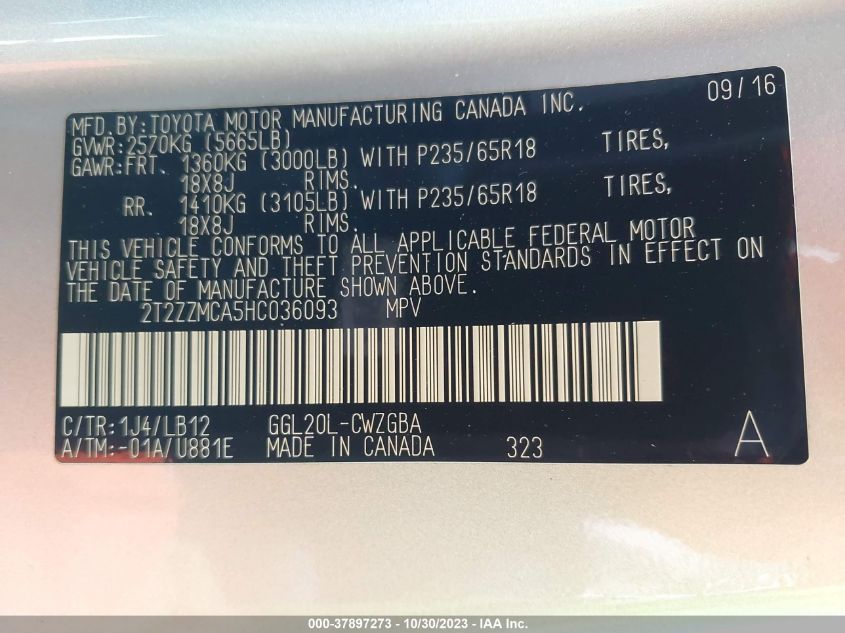 09/16
MFD. BY: TOYOTA MOTOR MANUFACTURING CANADA INC.
GVWR: 2570KG (5665LB)
GAWR: FRT. 1360KG (3000LB) WITH P235/65R18 TIRES,
18X8J RIMS.
RR. 1410KG (3105LB) WITH P235/65R18 TIRES,
18X8J RIMS.
THIS VEHICLE CONFORMS TO ALL APPLICABLE FEDERAL MOTOR
VEHICLE SAFETY AND THEFT PREVENTION STANDARDS IN EFFECT ON
THE DATE OF MANUFACTURE SHOWN ABOVE.
2T2ZZMCA5HC036093 MPV
C/TR: 1J4/LB12 GGL20L-CWZGBA
A/TM: -01A/U881E MADE IN CANADA 323 A
000-37897273 - 10/30/2023 - IAA Inc.